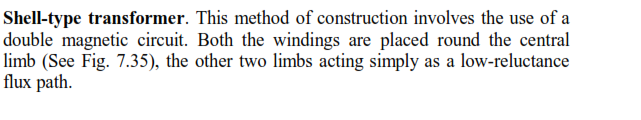 Shell-type transformer. This method of construction involves the use of a
double magnetic circuit. Both the windings are placed round the central
limb (See Fig. 7.35), the other two limbs acting simply as a low-reluctance
flux path.